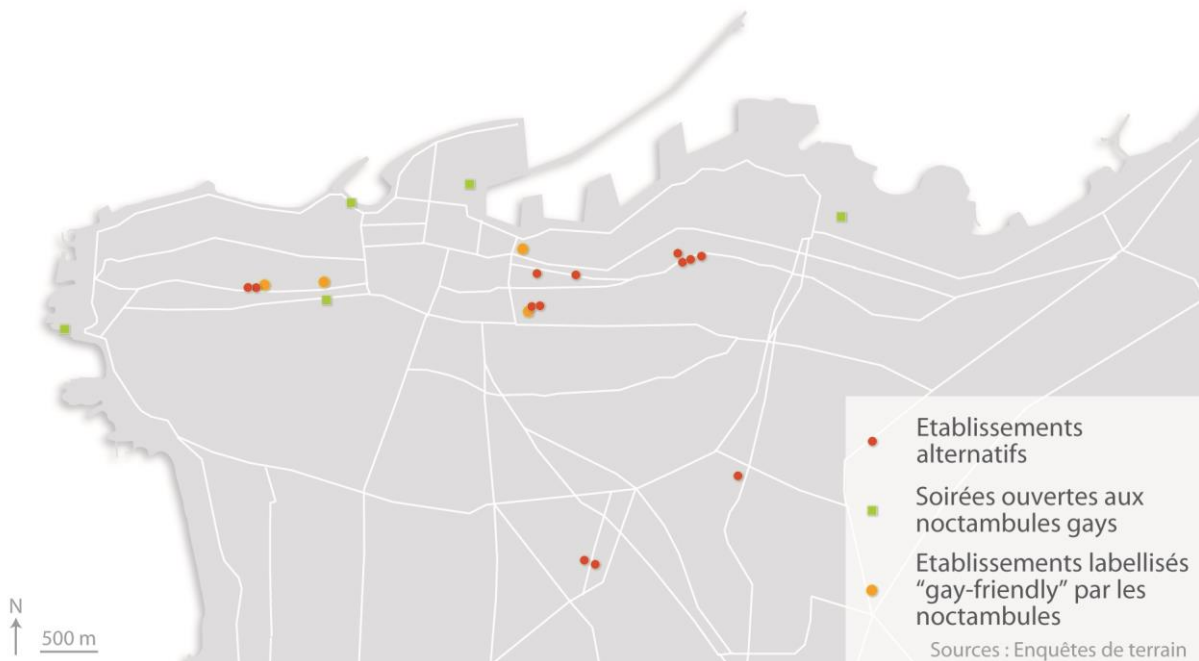 Etablissements
alternatifs
Soirées ouvertes aux
noctambules gays
Etablissements labellisés
“gay-friendly” par les
noctambules
Sources : Enquêtes de terrain
N
500 m